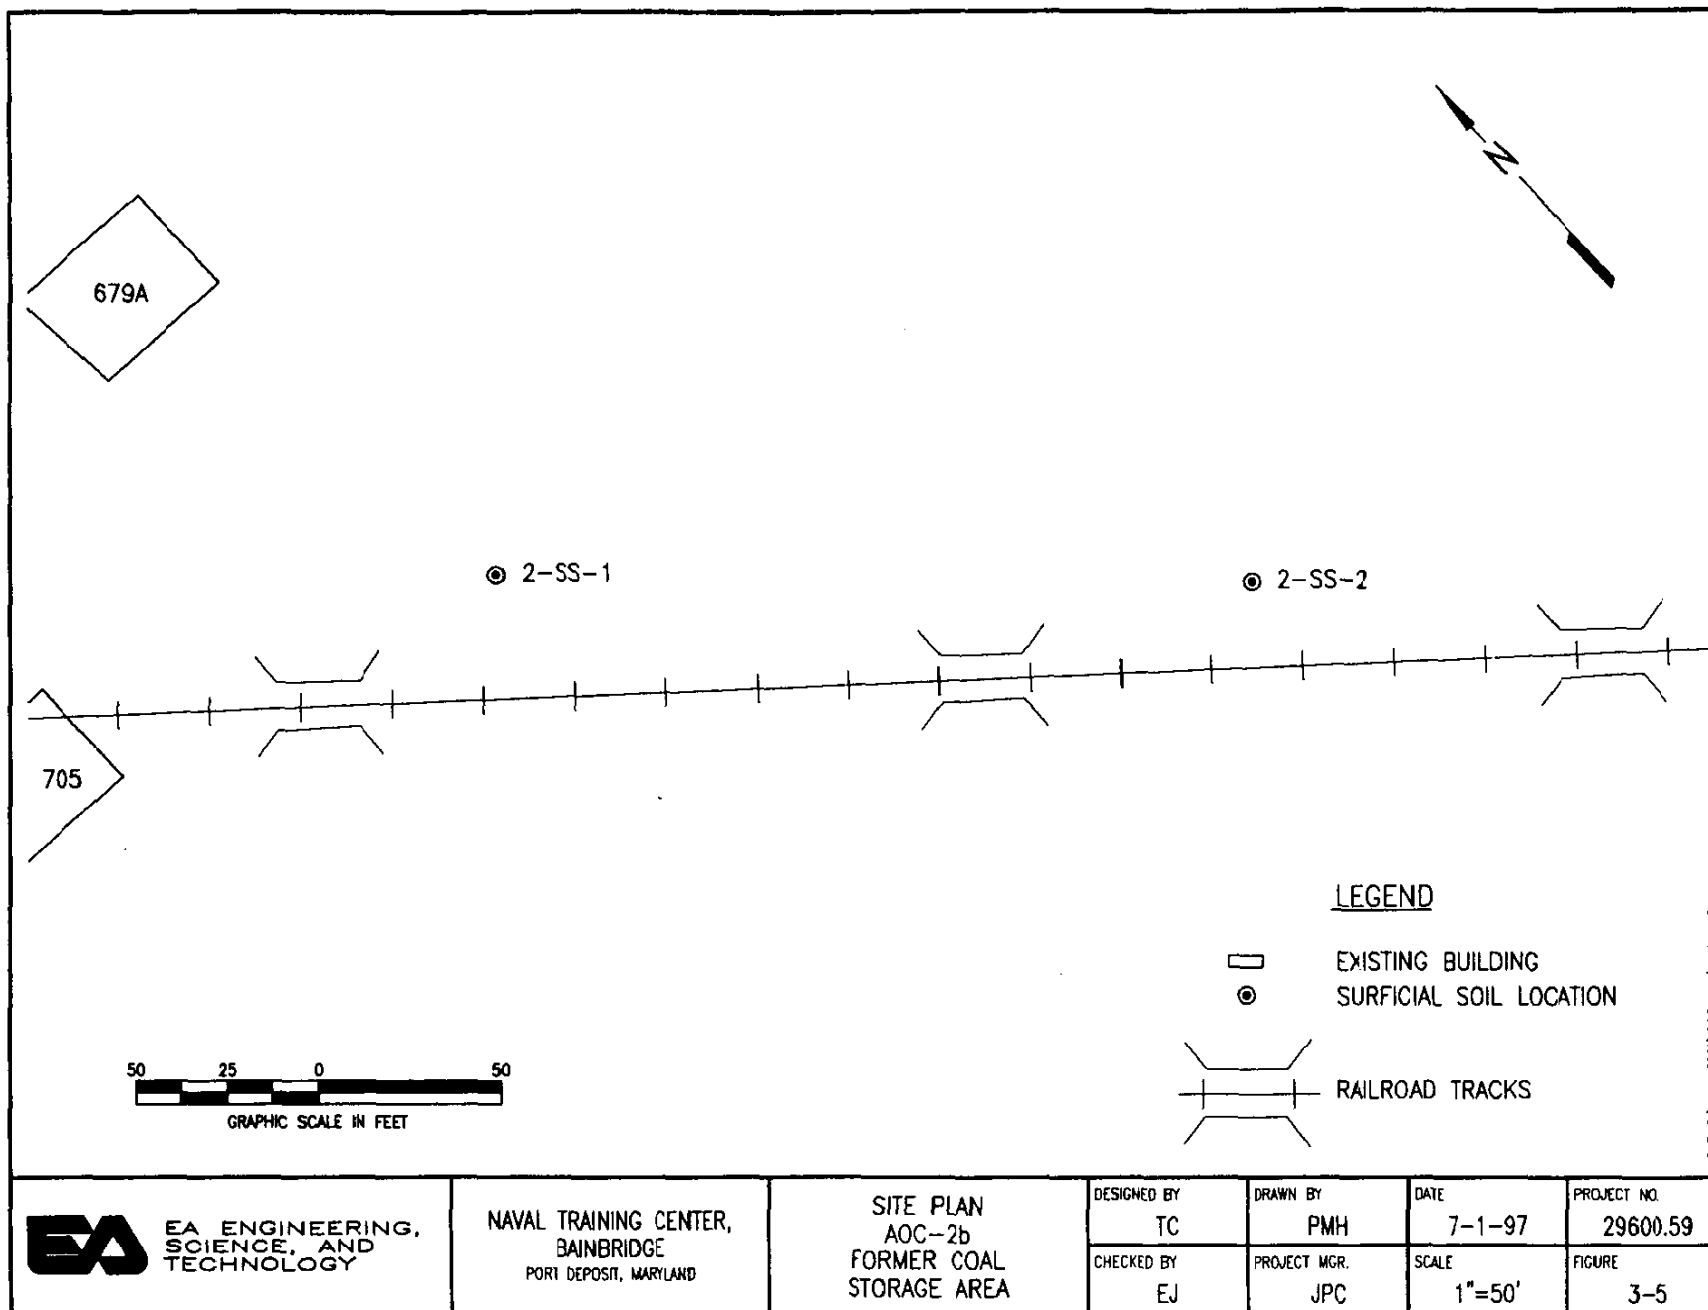 N
679A
2-SS-1
2-SS-2
705
LEGEND
EXISTING BUILDING
SURFICIAL SOIL LOCATION
RAILROAD TRACKS
50 25 0 50
GRAPHIC SCALE IN FEET
EA
EA ENGINEERING,
SCIENCE, AND
TECHNOLOGY
NAVAL TRAINING CENTER,
BAINBRIDGE
PORT DEPOSIT, MARYLAND
SITE PLAN
AOC-2b
FORMER COAL
STORAGE AREA
DESIGNED BY
TC
DRAWN BY
PMH
DATE
7-1-97
PROJECT NO.
29600.59
CHECKED BY
EJ
PROJECT MGR.
JPC
SCALE
1"=50'
FIGURE
3-5